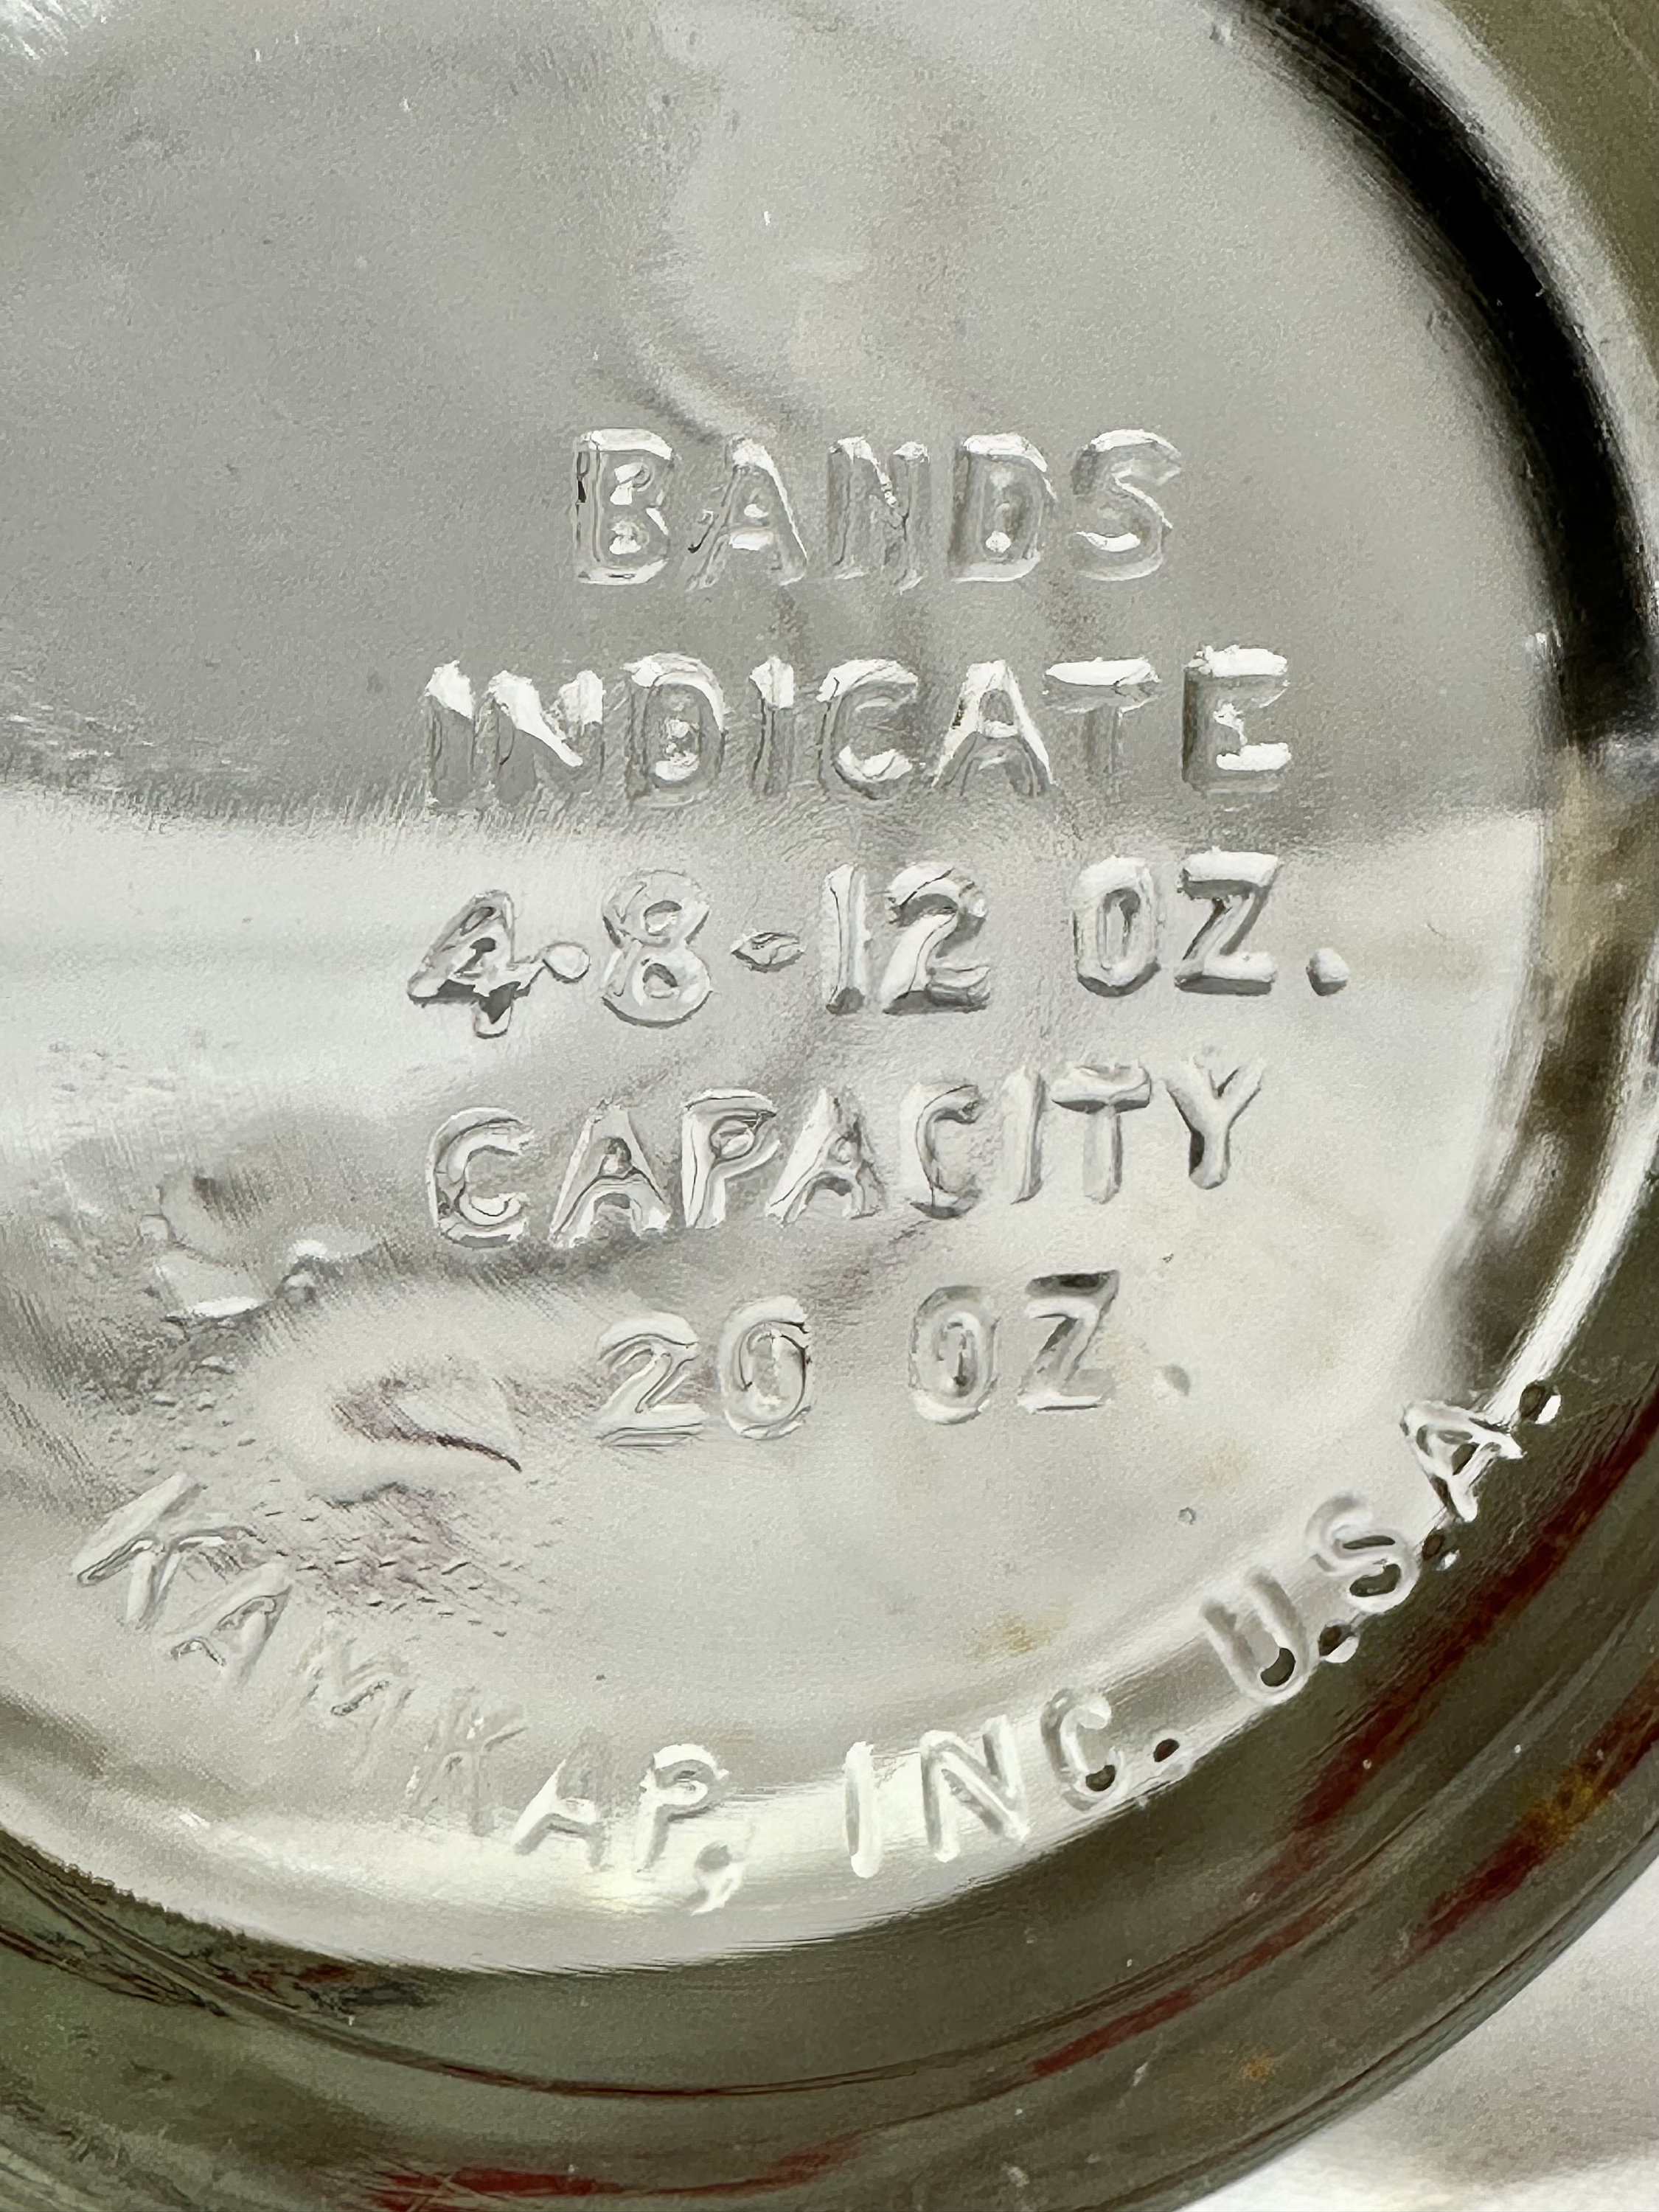 BANDS
INDICATE
4-8-12 OZ.
CAPACITY
20 OZ.
KAMKAP, INC. U.S.A.